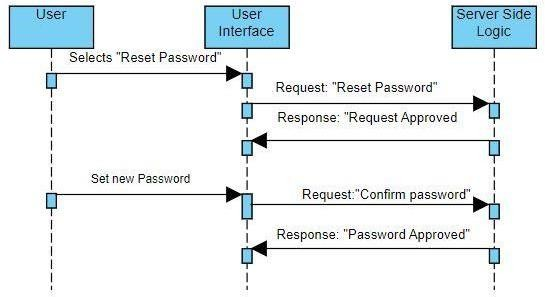 User
User
Interface
Server Side
Logic
Selects "Reset Password"
Request: "Reset Password"
Response: "Request Approved
Set new Password
Request:"Confirm password"
Response: "Password Approved"